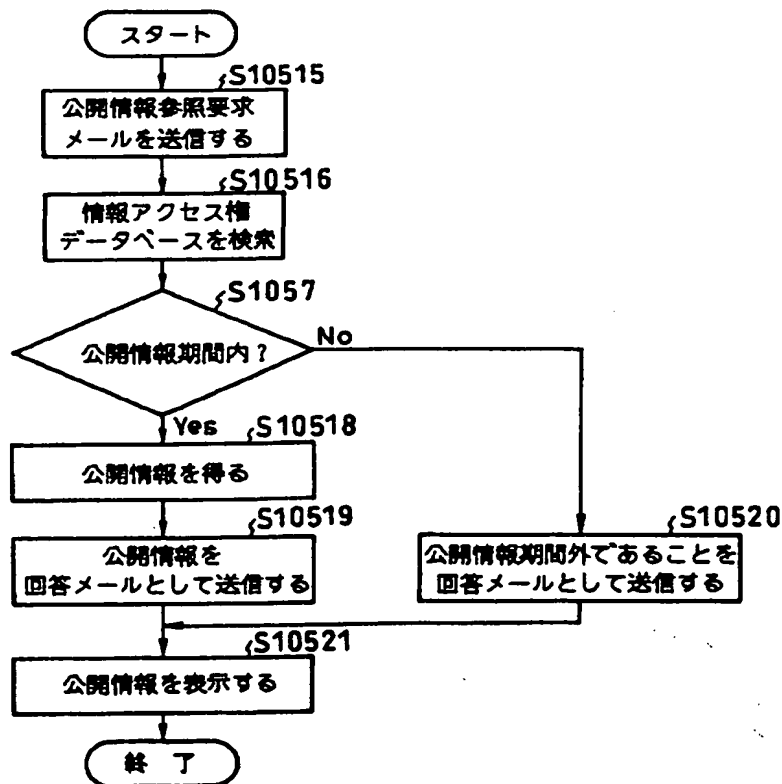 スタート
S10515
公開情報参照要求
メールを送信する
S10516
情報アクセス権
データベースを検索
S1057
公開情報期間内?
No
Yes
S10518
公開情報を得る
S10519
公開情報を
回答メールとして送信する
S10520
公開情報期間外であることを
回答メールとして送信する
S10521
公開情報を表示する
終了